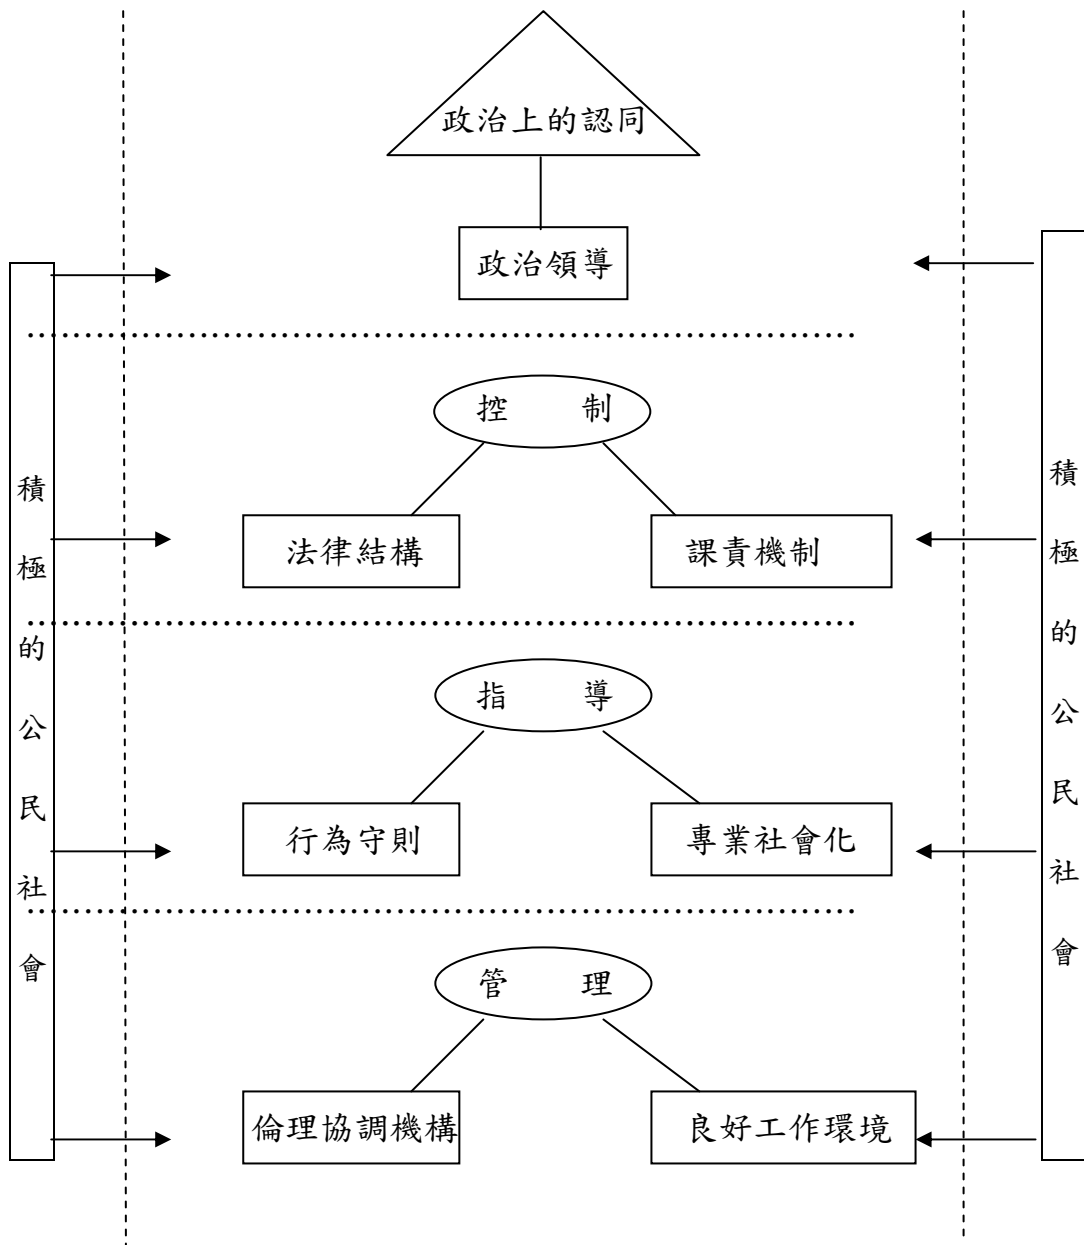 政治上的認同
政治領導
控 制
法律結構
課責機制
指 導
行為守則
專業社會化
管 理
倫理協調機構
良好工作環境
積極的公民社會
積極的公民社會